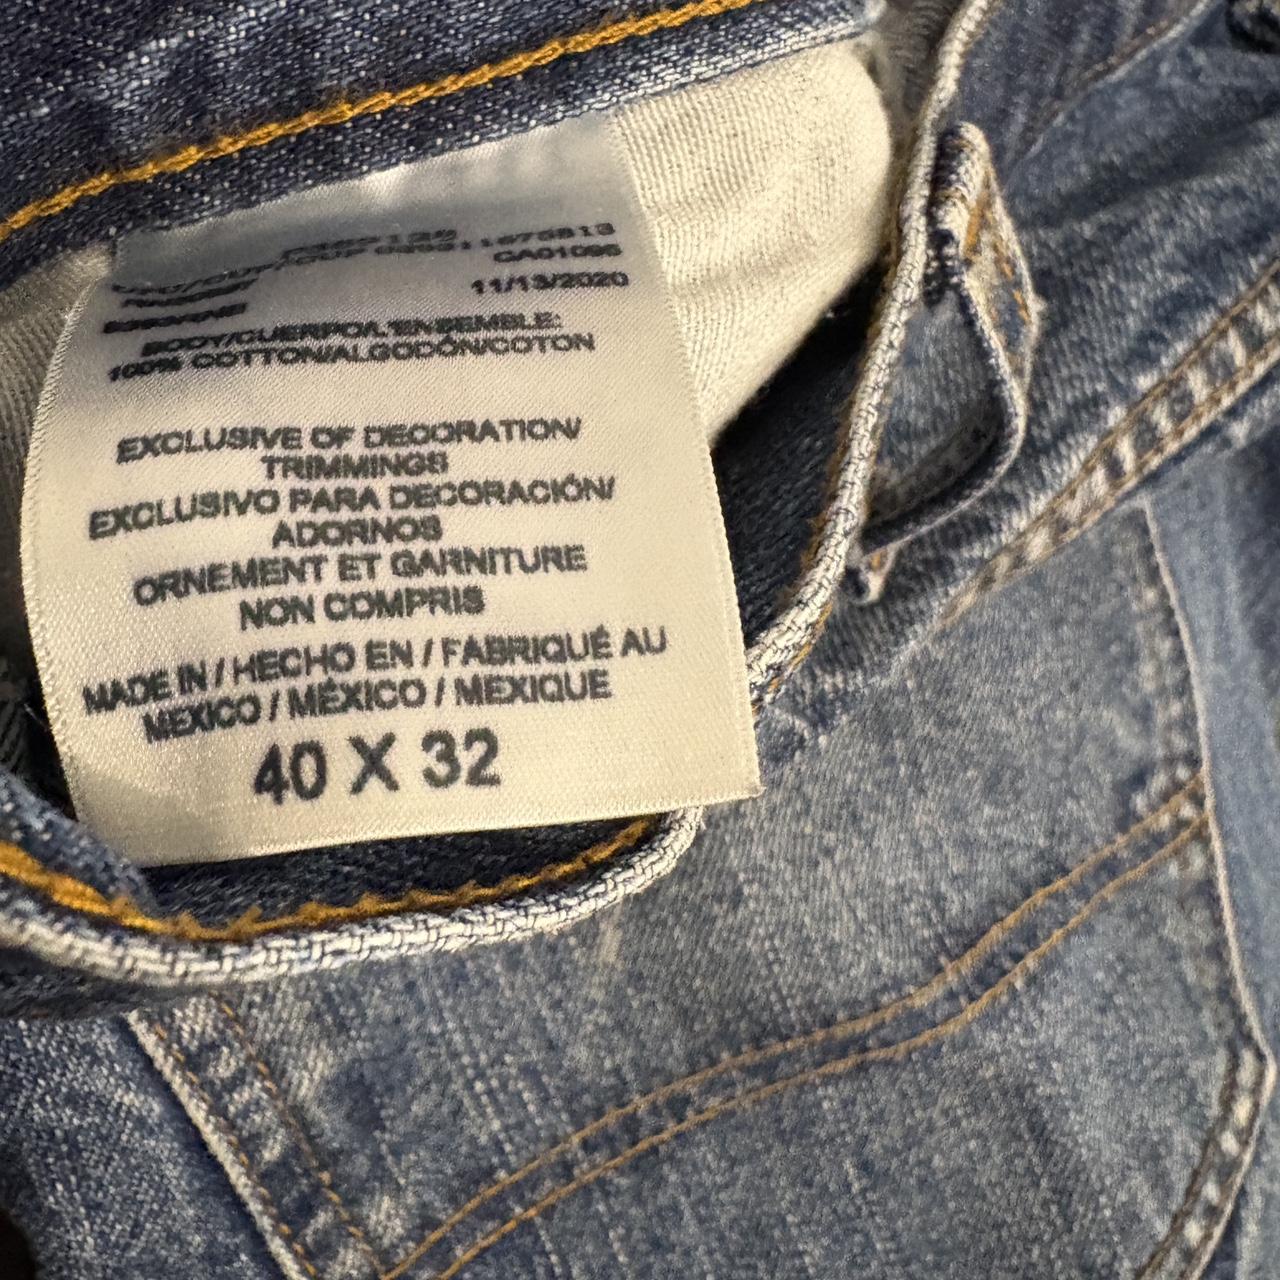 CA01098
11/13/2020
BODY/CUERPO/L'ENSEMBLE:
100% COTTON/ALGODÓN/COTON
EXCLUSIVE OF DECORATION/
TRIMMINGS
EXCLUSIVO PARA DECORACIÓN/
ADORNOS
ORNEMENT ET GARNITURE
NON COMPRIS
MADE IN / HECHO EN / FABRIQUÉ AU
MEXICO / MÉXICO / MEXIQUE
40 X 32